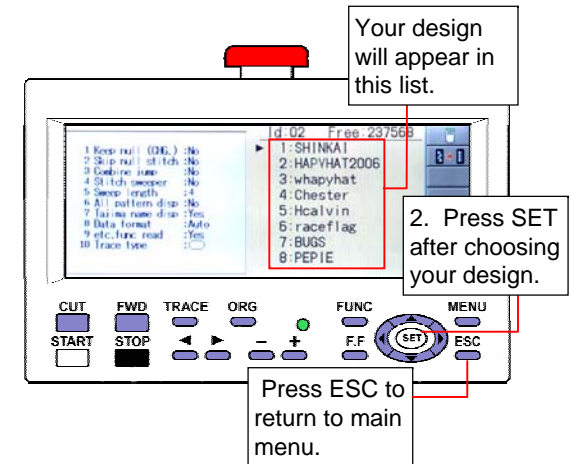 Your design
will appear in
this list.
Id:02 Free:237568
1 Keep null (CHG.) :No
2 Skip null stitch :No
3 Combine jump :No
4 Stitch sweeper :No
5 Sweep length :4
6 All pattern disp :No
7 Tajima name disp :Yes
8 Data format :Auto
9 etc.func read :Yes
10 Trace type :
1:SHINKAI
2:HAPVHAT2006
3:whapyhat
4:Chester
5:Hcalvin
6:raceflag
7:BUGS
8:PEPIE
2. Press SET
after choosing
your design.
CUT FWD TRACE ORG FUNC MENU
START STOP − + F.F SET ESC
Press ESC to
return to main
menu.